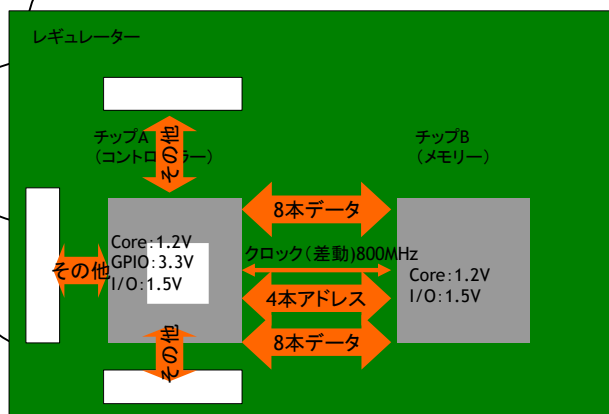 レギュレーター
チップA
(コントローラー)
チップB
(メモリー)
その他
8本データ
クロック(差動)800MHz
Core:1.2V
GPIO:3.3V
I/O:1.5V
その他
4本アドレス
Core:1.2V
I/O:1.5V
8本データ
その他